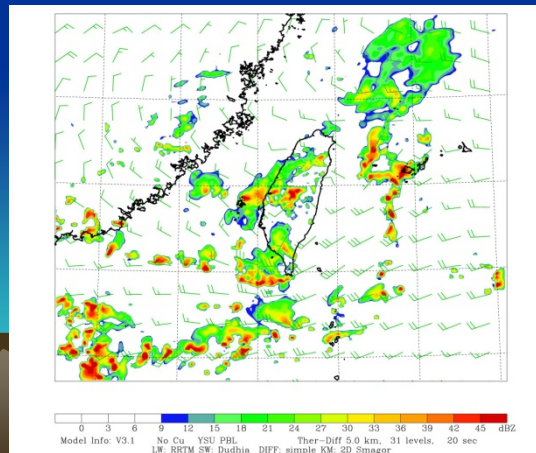 0 3 6 9 12 15 18 21 24 27 30 33 36 39 42 45 dBZ
Model Info: V3.1 No Cu YSU PBL Ther-Diff 5.0 km, 31 levels, 20 sec
LW: RRTM SW: Dudhia DIFF: simple KM: 2D Smagor